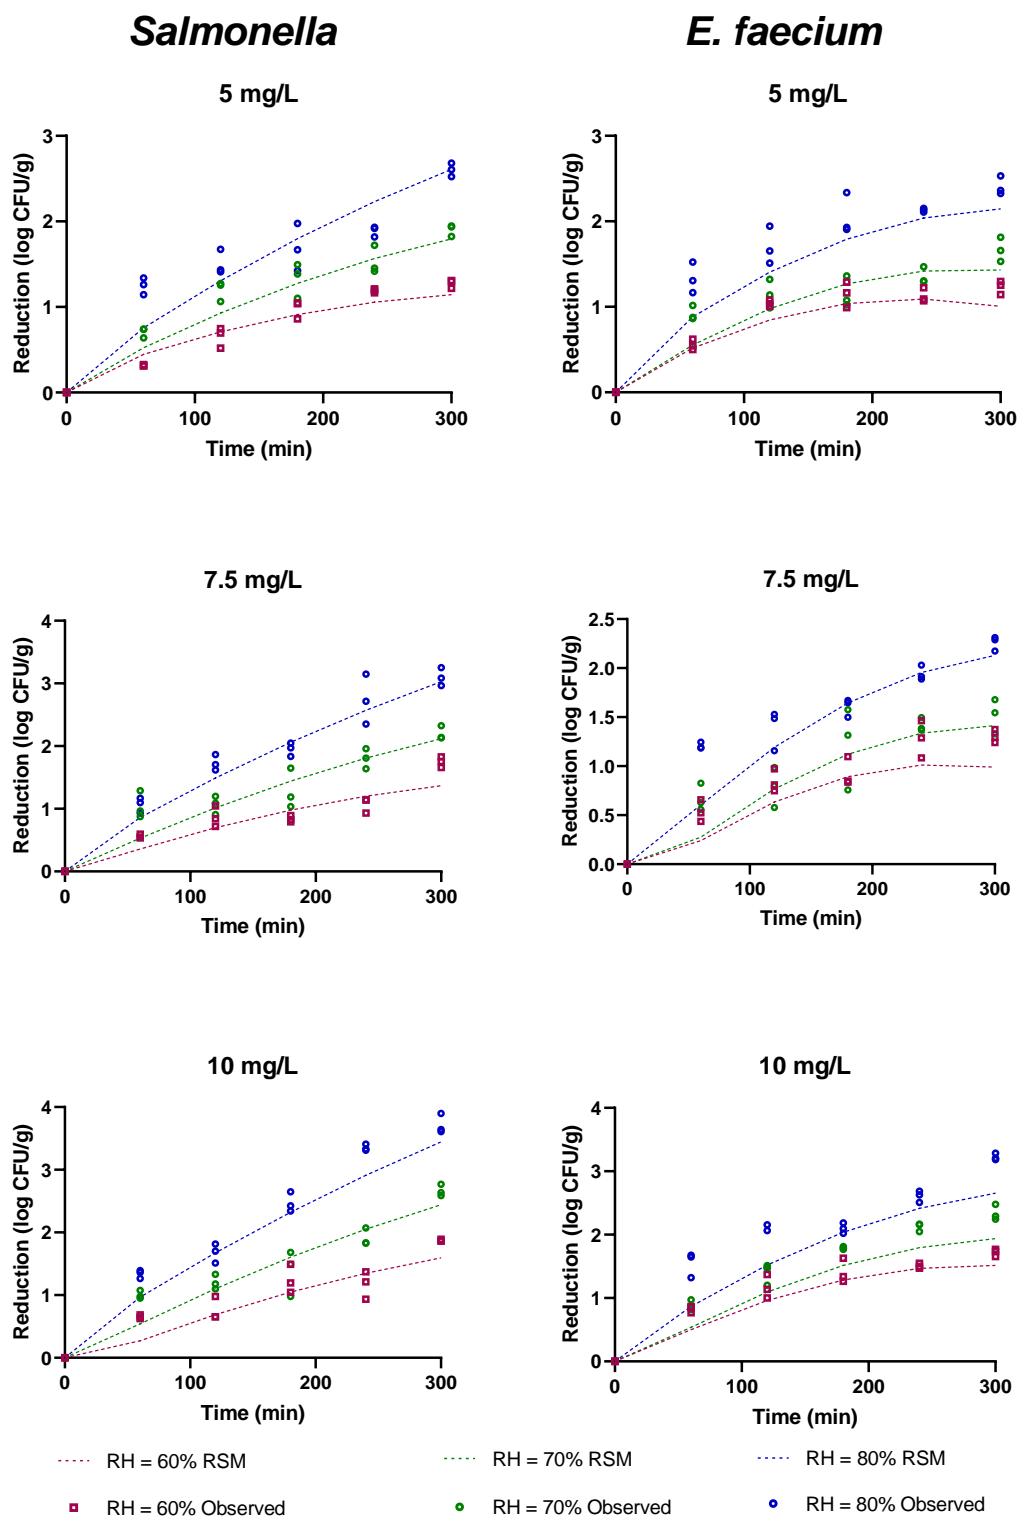 Salmonella
E. faecium
5 mg/L
5 mg/L
Reduction (log CFU/g)
3
2
1
0
0 100 200 300
Time (min)
Reduction (log CFU/g)
3
2
1
0
0 100 200 300
Time (min)
7.5 mg/L
7.5 mg/L
Reduction (log CFU/g)
4
3
2
1
0
0 100 200 300
Time (min)
Reduction (log CFU/g)
2.5
2.0
1.5
1.0
0.5
0.0
0 100 200 300
Time (min)
10 mg/L
10 mg/L
Reduction (log CFU/g)
4
3
2
1
0
0 100 200 300
Time (min)
Reduction (log CFU/g)
4
3
2
1
0
0 100 200 300
Time (min)
RH = 60% RSM
RH = 70% RSM
RH = 80% RSM
RH = 60% Observed
RH = 70% Observed
RH = 80% Observed